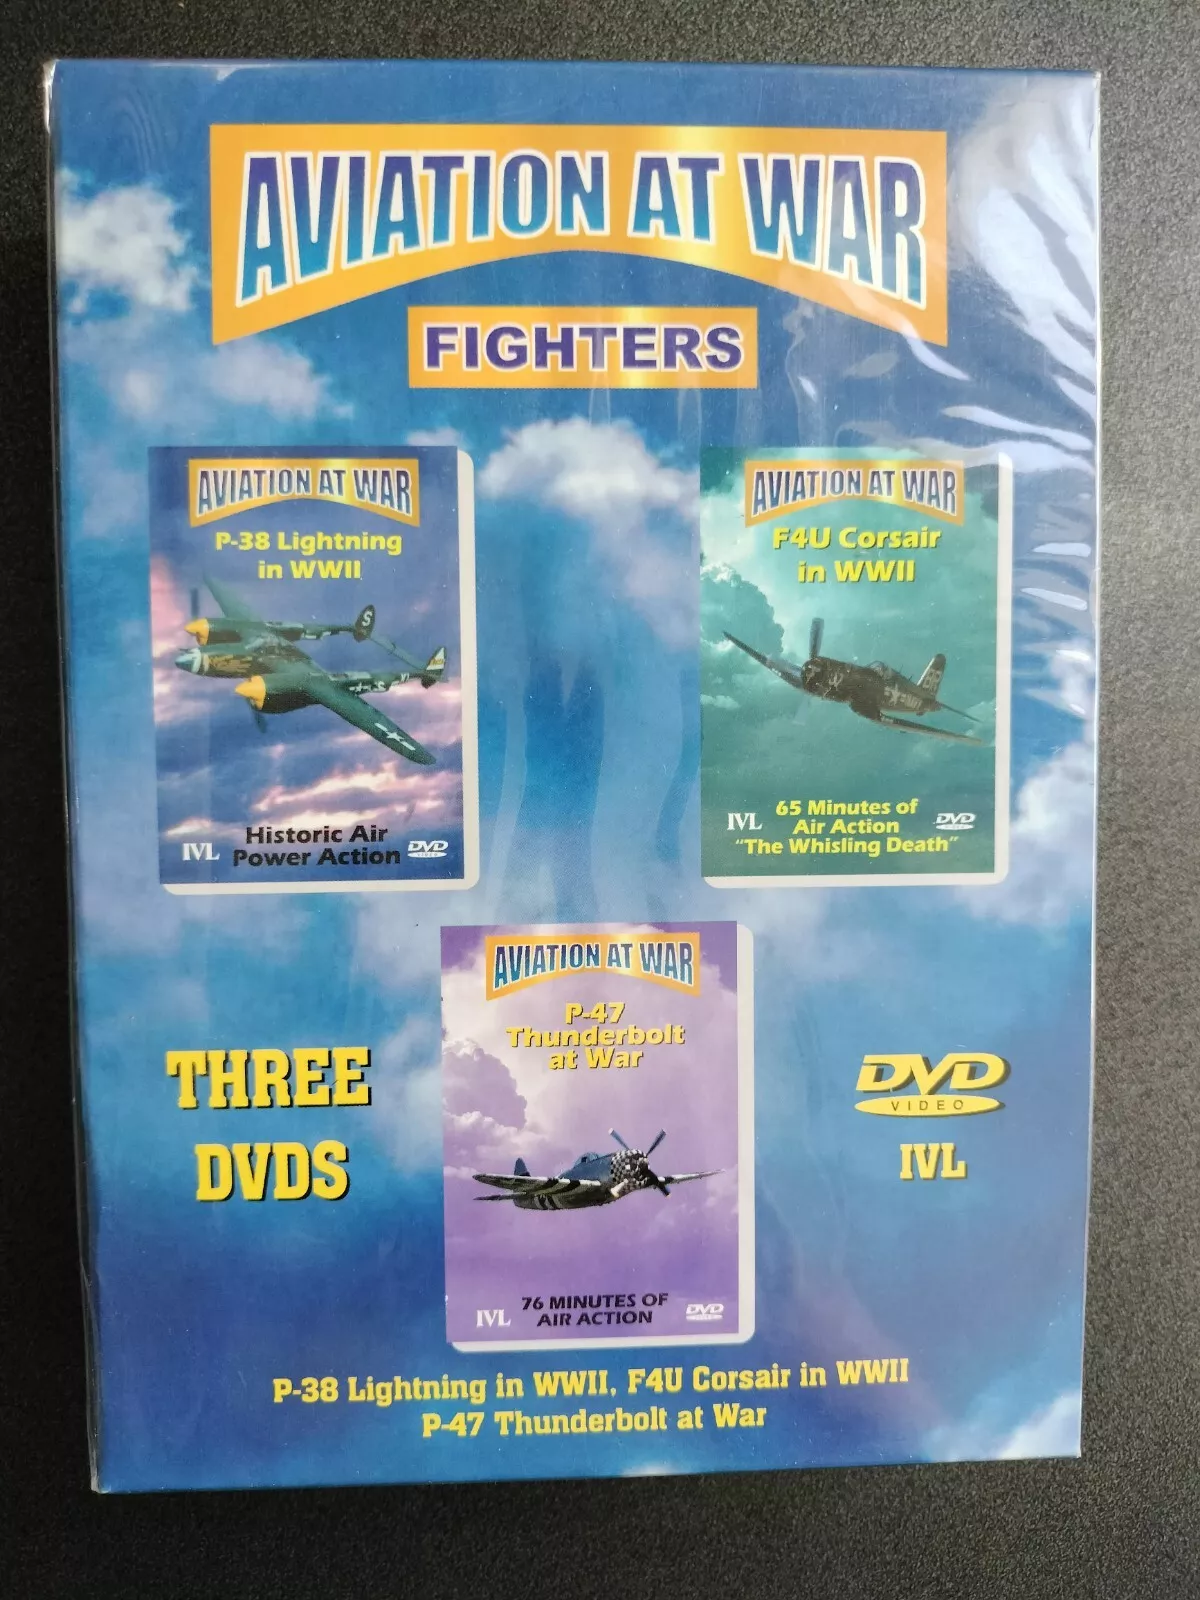 AVIATION AT WAR
FIGHTERS
AVIATION AT WAR
P-38 Lightning
in WWII
S
Historic Air
Power Action
IVL
DVD
VIDEO
AVIATION AT WAR
F4U Corsair
in WWII
65 Minutes of
Air Action
"The Whisling Death"
IVL
DVD
VIDEO
AVIATION AT WAR
P-47
Thunderbolt
at War
76 MINUTES OF
AIR ACTION
IVL
DVD
VIDEO
THREE
DVDS
DVD
VIDEO
IVL
P-38 Lightning in WWII, F4U Corsair in WWII
P-47 Thunderbolt at War